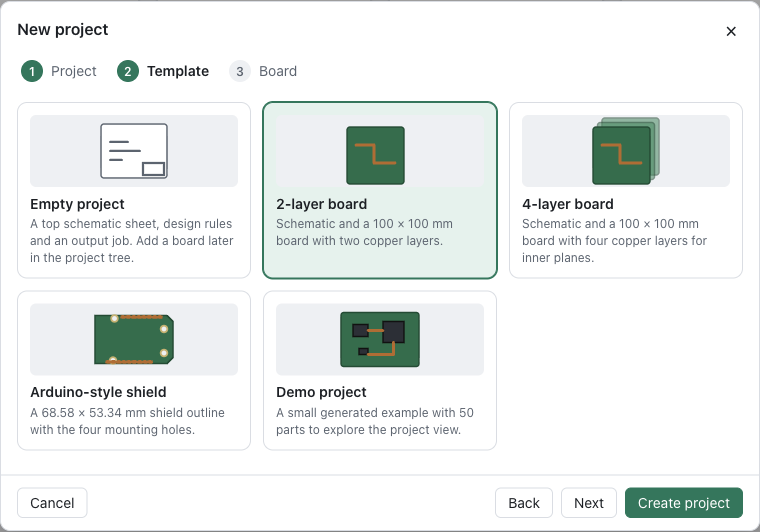 New project
1 Project 2 Template 3 Board
Empty project
A top schematic sheet, design rules
and an output job. Add a board later
in the project tree.
2-layer board
Schematic and a 100 × 100 mm
board with two copper layers.
4-layer board
Schematic and a 100 × 100 mm
board with four copper layers for
inner planes.
Arduino-style shield
A 68.58 × 53.34 mm shield outline
with the four mounting holes.
Demo project
A small generated example with 50
parts to explore the project view.
Cancel Back Next Create project